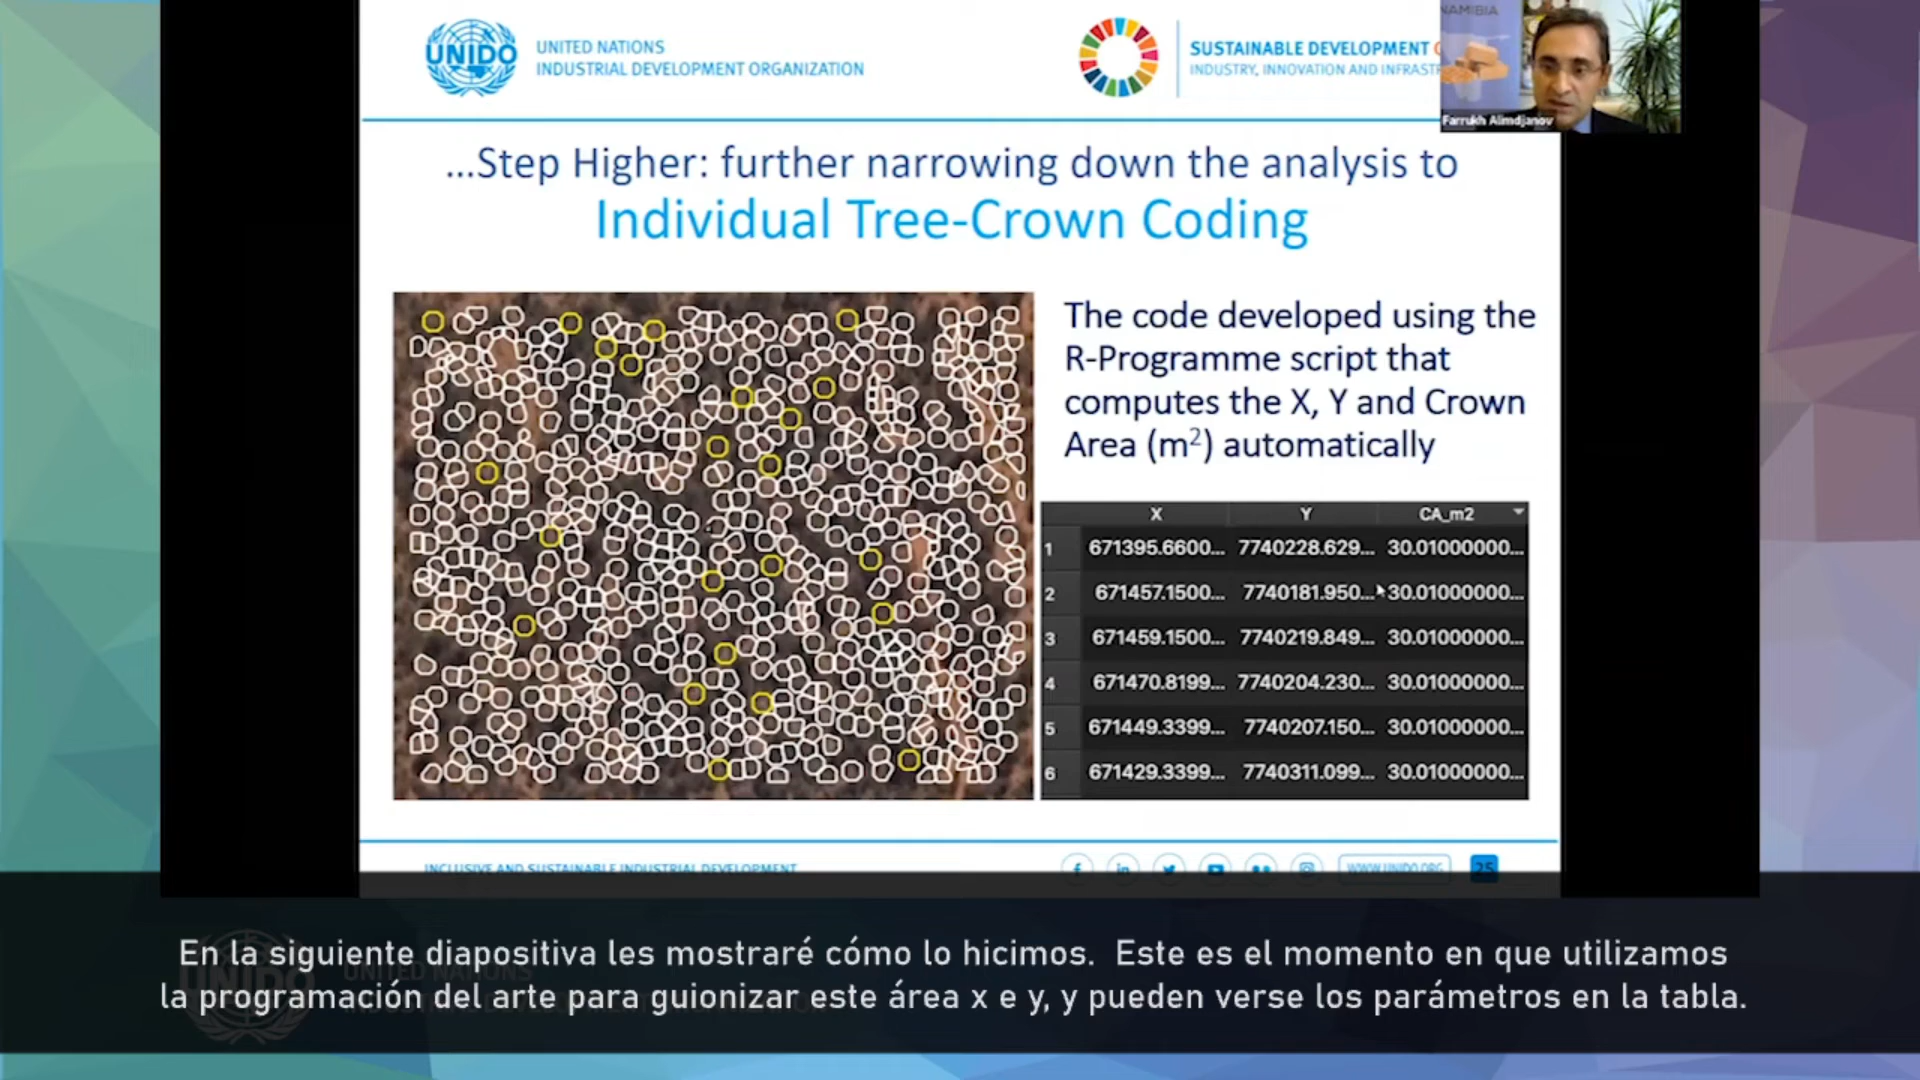 UNIDO
UNITED NATIONS
INDUSTRIAL DEVELOPMENT ORGANIZATION
SUSTAINABLE DEVELOPMENT
INDUSTRY, INNOVATION AND
NAMIBIA
Farrukh Alimdjanov
...Step Higher: further narrowing down the analysis to
Individual Tree-Crown Coding
The code developed using the
R-Programme script that
computes the X, Y and Crown
Area (m²) automatically
X Y CA_m2
1 671395.6600... 7740228.629... 30.01000000...
2 671457.1500... 7740181.950... 30.01000000...
3 671459.1500... 7740219.849... 30.01000000...
4 671470.8199... 7740204.230... 30.01000000...
5 671449.3399... 7740207.150... 30.01000000...
6 671429.3399... 7740311.099... 30.01000000...
INCLUSIVE AND SUSTAINABLE INDUSTRIAL DEVELOPMENT
WWW.UNIDO.ORG
25
En la siguiente diapositiva les mostraré cómo lo hicimos. Este es el momento en que utilizamos
la programación del arte para guionizar este área x e y, y pueden verse los parámetros en la tabla.